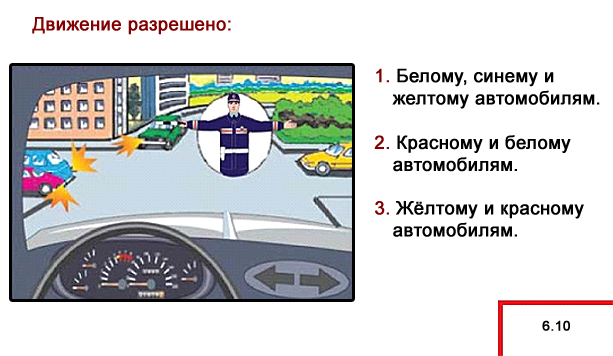 Движение разрешено:
1. Белому, синему и
желтому автомобилям.
2. Красному и белому
автомобилям.
3. Жёлтому и красному
автомобилям.
6.10